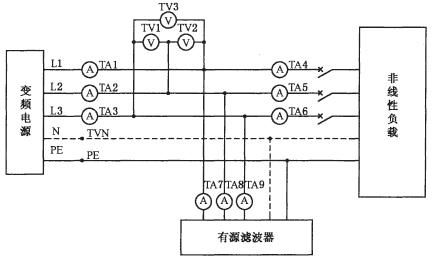 TV3
TV1 TV2
V V V
变频电源
L1 A TA1 A TA4
L2 A TA2 A TA5
L3 A TA3 A TA6
N TVN
PE PE
非线性负载
TA7 TA8 TA9
A A A
有源滤波器